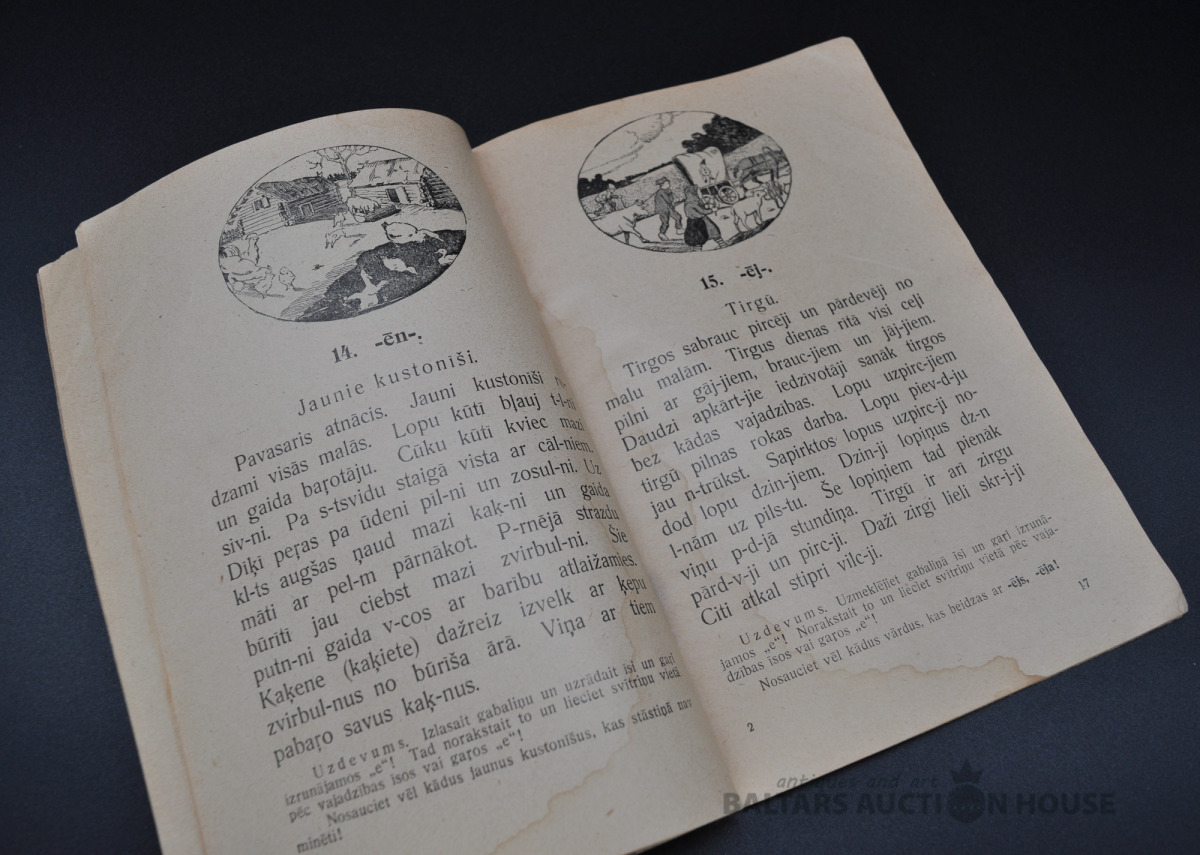 14. -ēn-.
Jaunie kustonīši.
Pavasaris atnācis. Jauni kustonīši
dzami visās malās. Lopu kūtī bļauj t-l-ni
un gaida baŗotāju. Cūku kūtī kviec mazi
siv-ni. Pa s-tsvidu staigā vista ar cāl-niem.
Dīķī peŗas pa ūdeni pil-ni un zosul-ni. Uz
kl-ts augšas ņaud mazi kaķ-ni un gaida
māti ar pel-m pārnākot. P-rnējā strazdu
būrītī jau ciebst mazi zvirbul-ni. Šie
putn-ni gaida v-cos ar barību atlaižamies.
Kaķene (kaķiete) dažreiz izvelk ar ķepu
zvirbul-nus no būriša ārā. Viņa ar tiem
pabaŗo savus kaķ-nus.
Uzdevums. Izlasait gabaliņu un uzrādait īsi un gaŗi
izrunājamos „e“! Tad norakstait to un lieciet svītriņu vietā
pēc vajadzības īsos vai garos „e“!
Nosauciet vēl kādus jaunus kustonīšus, kas stāstiņā nav
minēti!
15. -ēj-.
Tirgū.
Tirgos sabrauc pircēji un pārdevēji no
malu malām. Tirgus dienas rītā visi ceļi
pilni ar gāj-jiem, brauc-jiem un jāj-jiem.
Daudzi apkārt-jie iedzīvotāji sanāk tirgos
bez kādas vajadzības. Lopu uzpirc-jiem
tirgū pilnas rokas darba. Lopu piev-d-ju
jau n-trūkst. Sapirktos lopus uzpirc-ji no-
dod lopu dzin-jiem. Dzin-ji lopiņus dz-n
l-nām uz pils-tu. Še lopiņiem tad pienāk
viņu p-d-jā stundiņa. Tirgū ir arī zirgu
pārd-v-ji un pirc-ji. Daži zirgi lieli skr-j-ji
Citi atkal stipri vilc-ji.
Uzdevums. Uzmeklējiet gabaliņā īsi un gaŗi izrunā-
jamos „e“! Norakstait to un lieciet svītriņu vietā pēc vaja-
dzības īsos vai garos „e“!
Nosauciet vēl kādus vārdus, kas beidzas ar -ējs, -ēja!
2
17
antiques and art
BALTARS AUCTION HOUSE